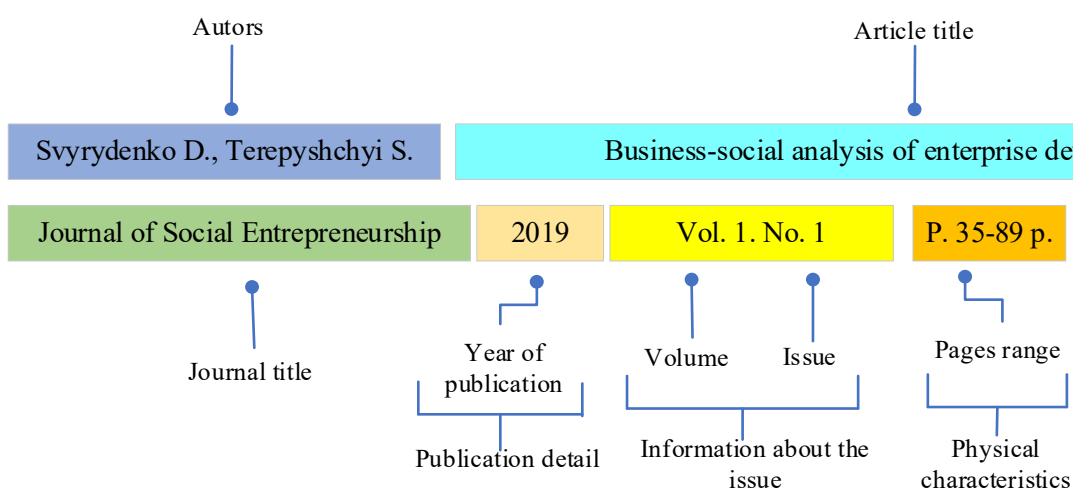 Autors
Article title
Svyrydenko D., Terepyshchyi S.
Business-social analysis of enterprise de
Journal of Social Entrepreneurship
2019
Vol. 1. No. 1
P. 35-89 p.
Journal title
Year of
publication
Volume
Issue
Pages range
Publication detail
Information about the
issue
Physical
characteristics